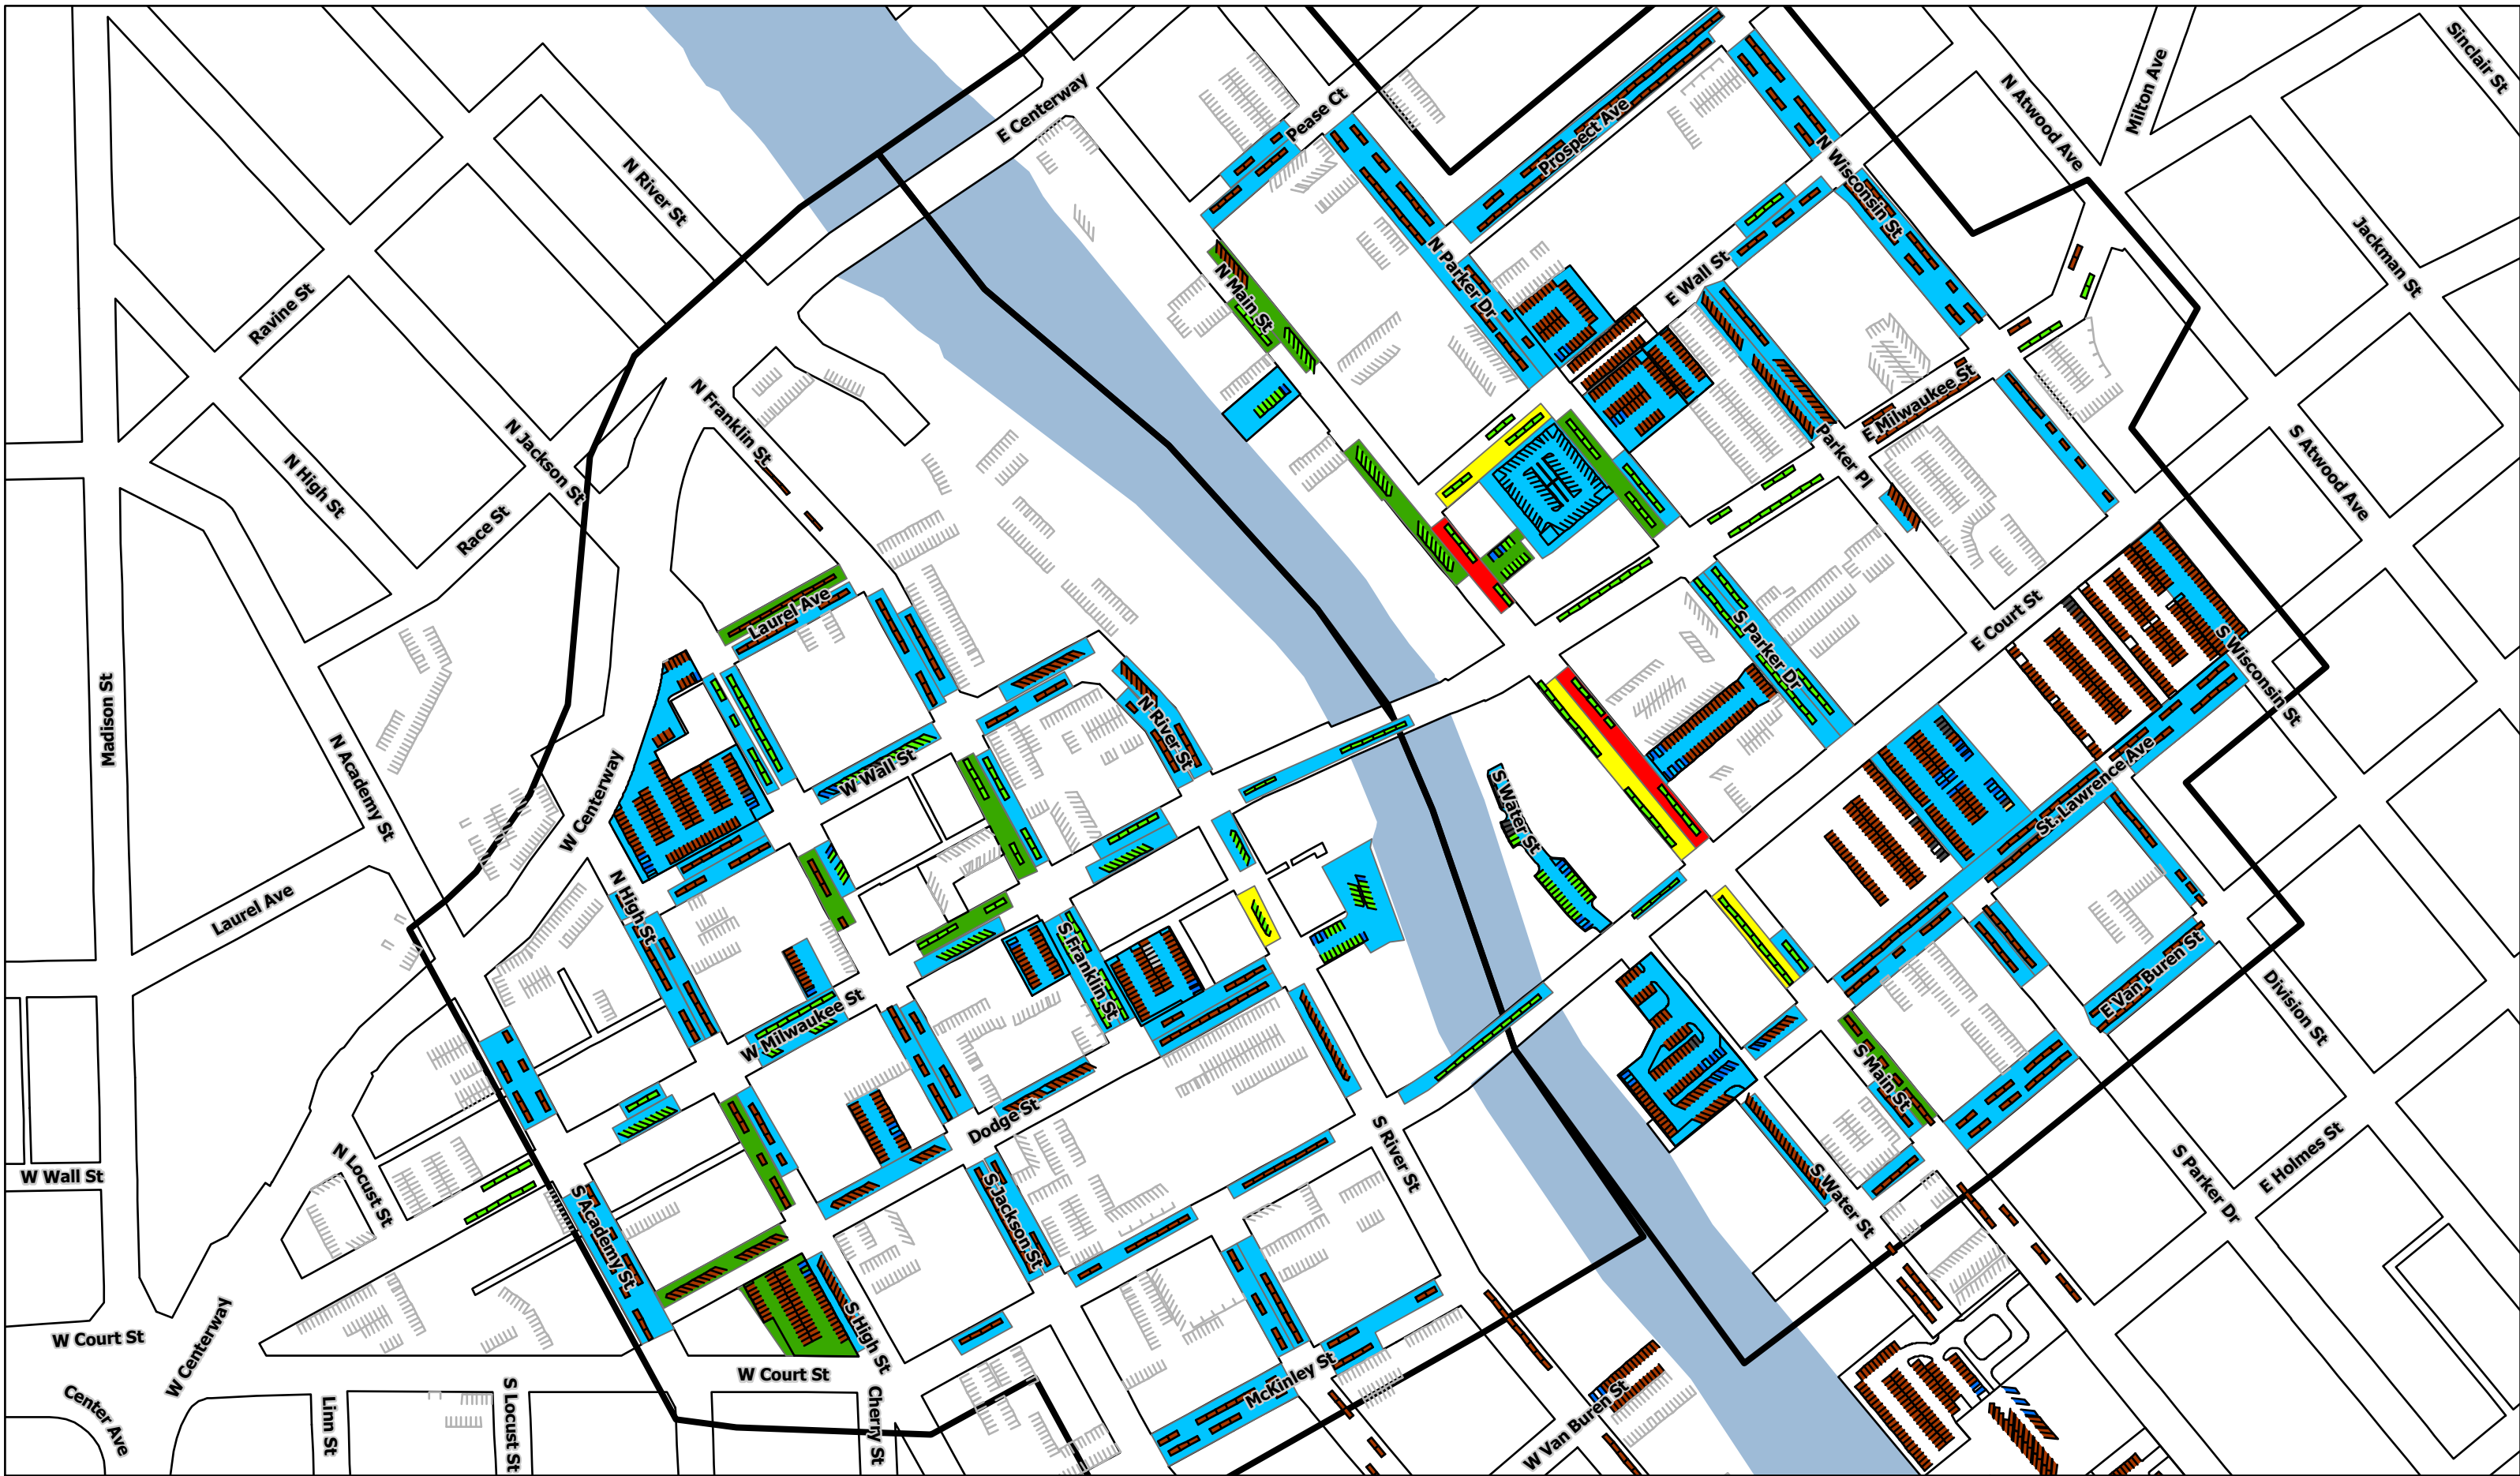 Sinclair St
Milton Ave
N Atwood Ave
E Centerway
Pease Ct
Prospect Ave
N Wisconsin St
N River St
Jackman St
N Parker Dr
E Wall St
N Main St
Ravine St
N Franklin St
E Milwaukee St
Parker Pl
S Atwood Ave
N High St
N Jackson St
Race St
Laurel Ave
E Court St
S Parker Dr
S Wisconsin St
Madison St
N Academy St
N River St
W Wall St
W Centerway
S Water St
St. Lawrence Ave
Laurel Ave
N High St
S Franklin St
E Van Buren St
Division St
W Milwaukee St
S Main St
Dodge St
S River St
N Locust St
W Wall St
S Academy St
S Jackson St
S Water St
S Parker Dr
E Holmes St
W Court St
W Centerway
S High St
W Court St
McKinley St
Center Ave
Linn St
S Locust St
Cherry St
W Van Buren St